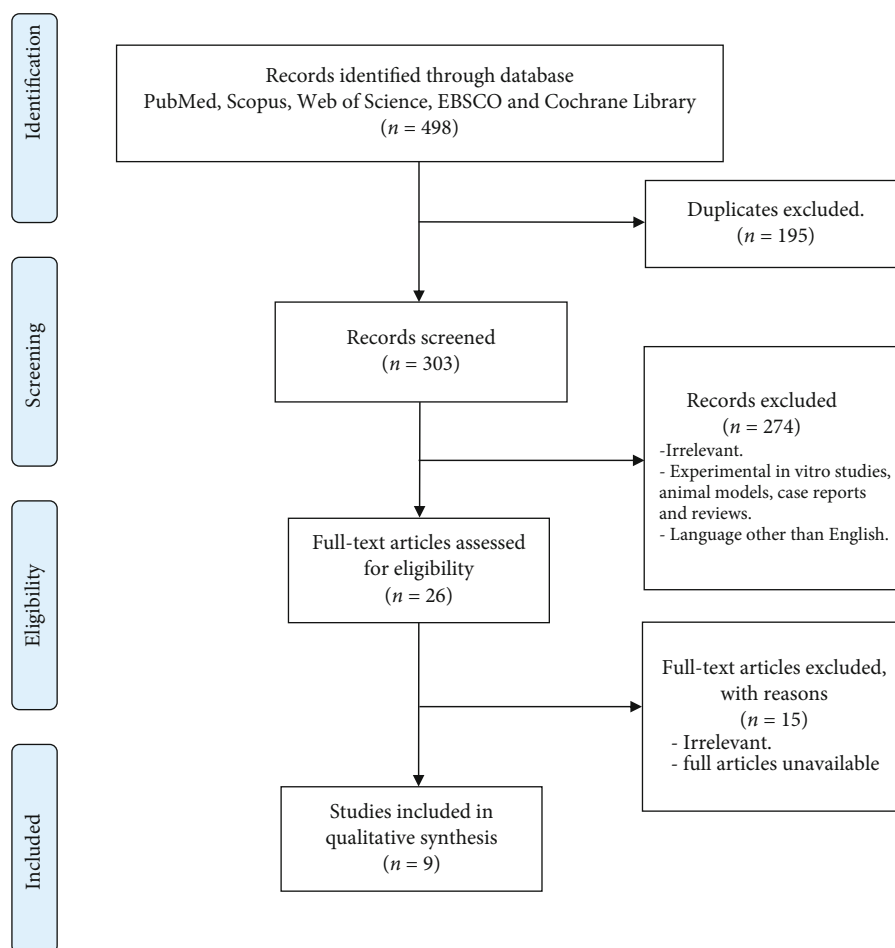 Identification
Records identified through database
PubMed, Scopus, Web of Science, EBSCO and Cochrane Library
(n = 498)
Duplicates excluded.
(n = 195)
Screening
Records screened
(n = 303)
Records excluded
(n = 274)
-Irrelevant.
- Experimental in vitro studies,
animal models, case reports
and reviews.
- Language other than English.
Eligibility
Full-text articles assessed
for eligibility
(n = 26)
Full-text articles excluded,
with reasons
(n = 15)
- Irrelevant.
- full articles unavailable
Included
Studies included in
qualitative synthesis
(n = 9)